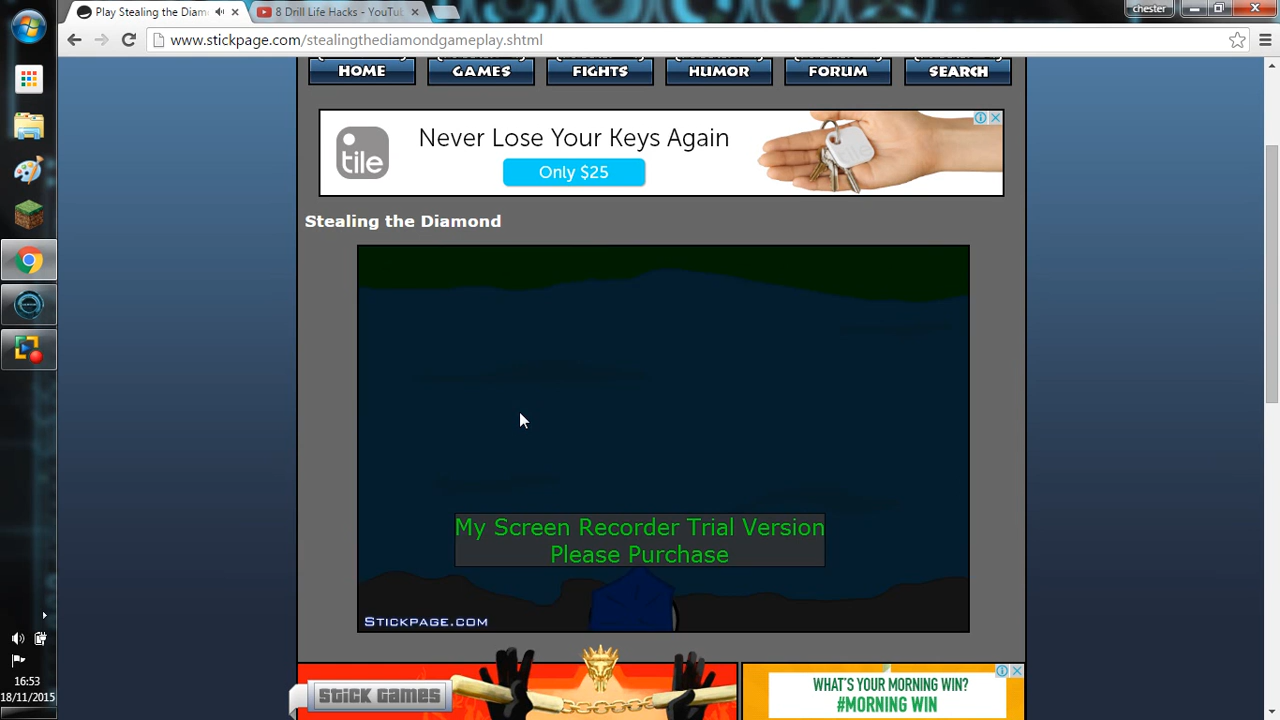 Play Stealing the Diam
8 Drill Life Hacks - YouTu
chester
www.stickpage.com/stealingthediamondgameplay.shtml
HOME
GAMES
FIGHTS
HUMOR
FORUM
SEARCH
tile
Never Lose Your Keys Again
Only $25
Stealing the Diamond
My Screen Recorder Trial Version
Please Purchase
STICKPAGE.COM
STICK GAMES
WHAT'S YOUR MORNING WIN?
#MORNING WIN
16:53
18/11/2015